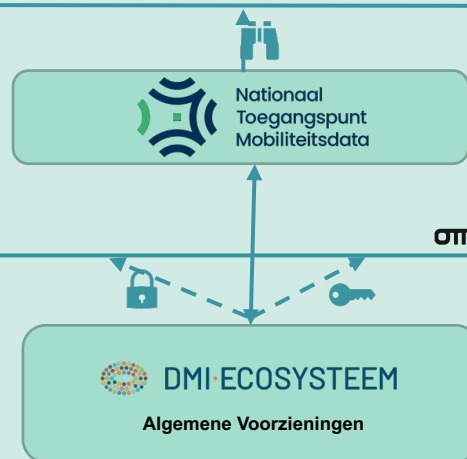 Nationaal
Toegangspunt
Mobiliteitsdata
DMI·ECOSYSTEEM
Algemene Voorzieningen